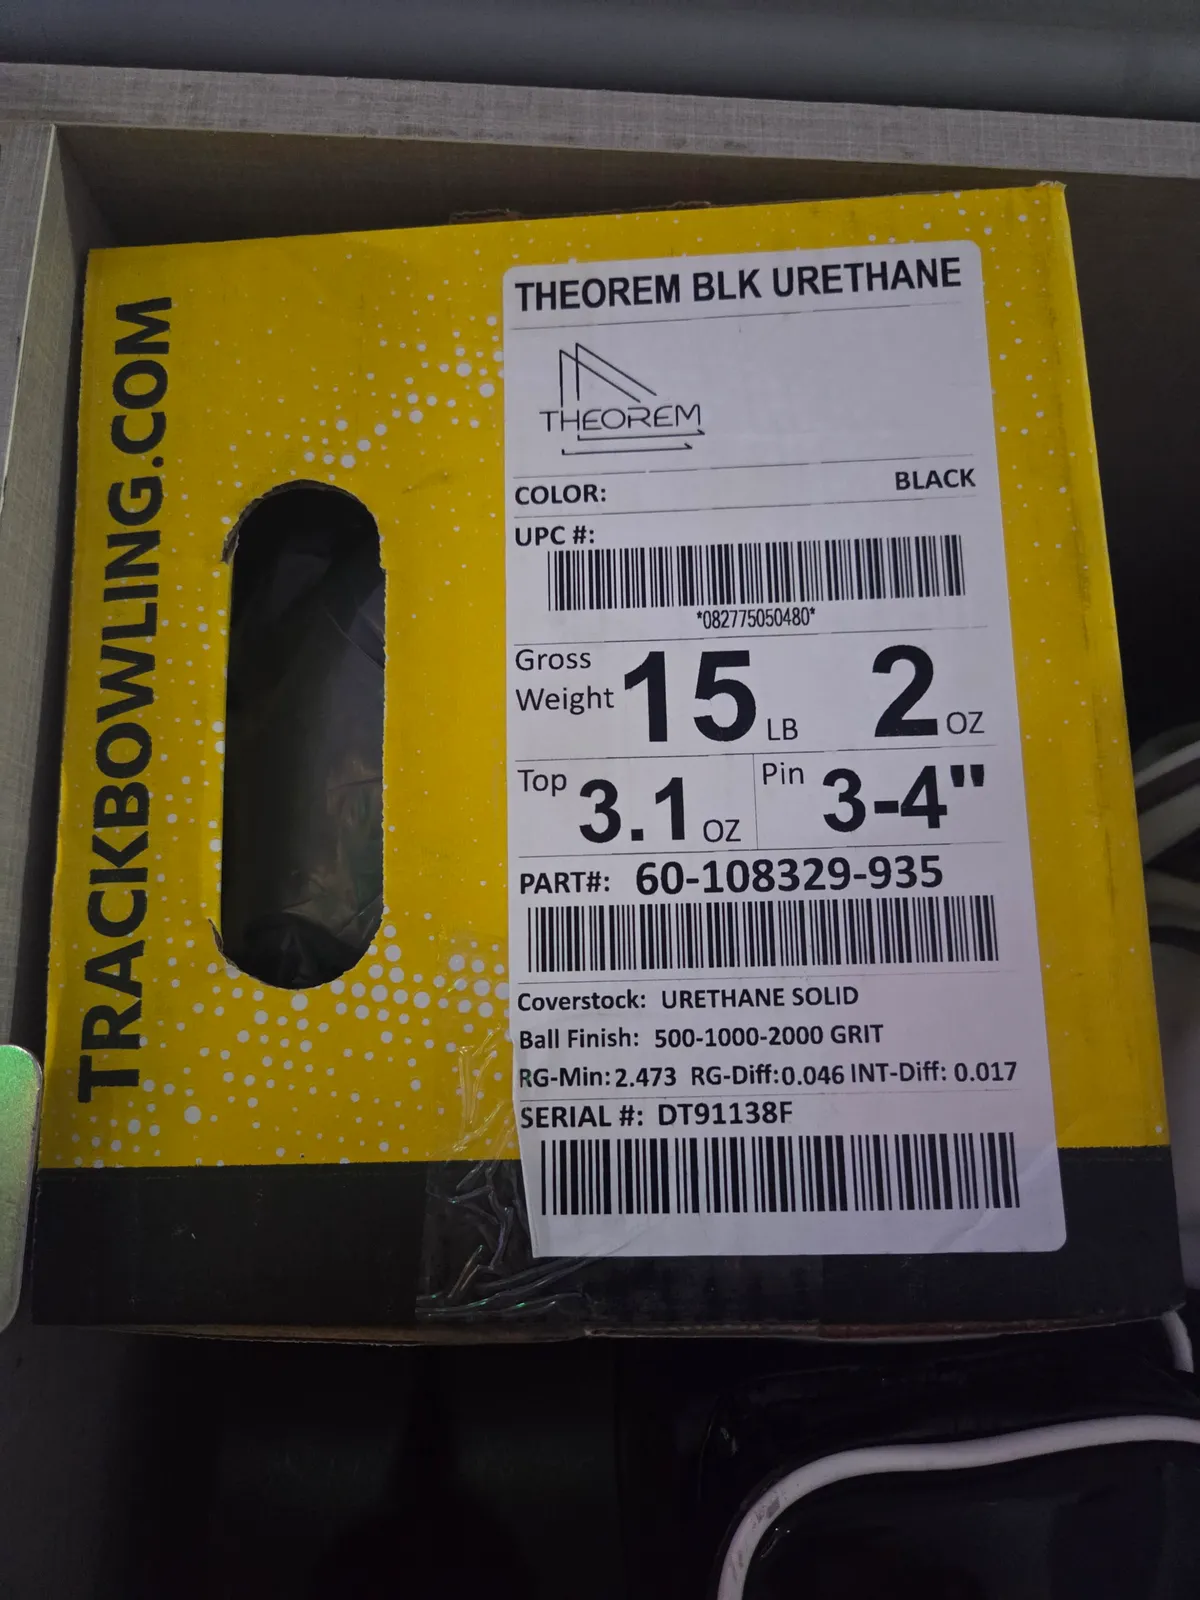 TRACKBOWLING.COM
THEOREM BLK URETHANE
THEOREM
COLOR: BLACK
UPC #:
*082775050480*
Gross Weight 15 LB 2 OZ
Top 3.1 OZ Pin 3-4"
PART#: 60-108329-935
Coverstock: URETHANE SOLID
Ball Finish: 500-1000-2000 GRIT
RG-Min:2.473 RG-Diff:0.046 INT-Diff: 0.017
SERIAL #: DT91138F